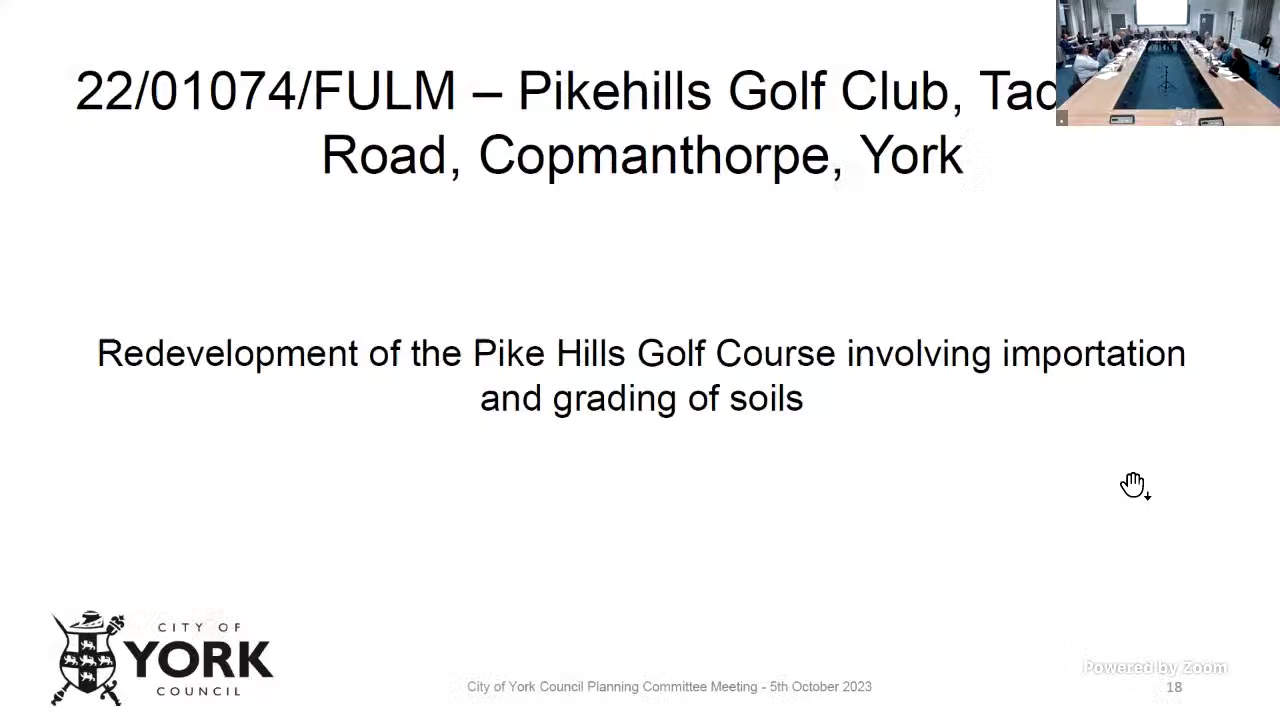 22/01074/FULM – Pikehills Golf Club,
Road, Copmanthorpe, York
Redevelopment of the Pike Hills Golf Course involving importation
and grading of soils
CITY OF
YORK
COUNCIL
City of York Council Planning Committee Meeting - 5th October 2023
Powered by Zoom
18